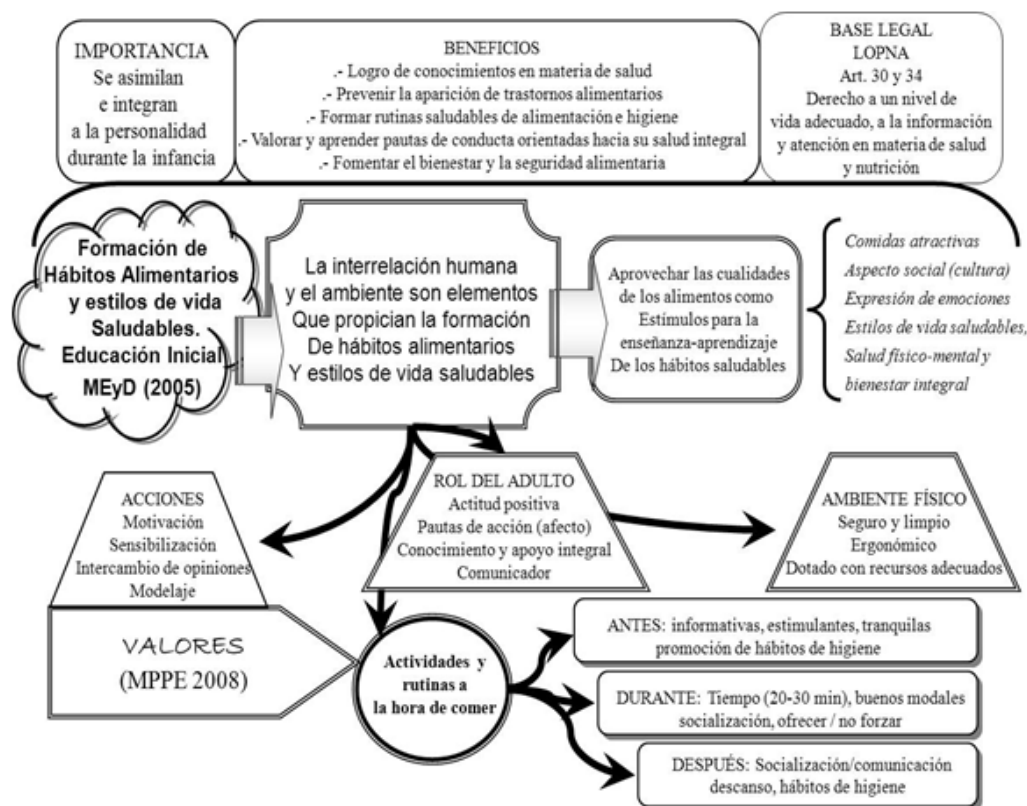 IMPORTANCIA
Se asimilan
e integran
a la personalidad
durante la infancia
BENEFICIOS
.- Logro de conocimientos en materia de salud
.- Prevenir la aparición de trastornos alimentarios
.- Formar rutinas saludables de alimentación e higiene
.- Valorar y aprender pautas de conducta orientadas hacia su salud integral
.- Fomentar el bienestar y la seguridad alimentaria
BASE LEGAL
LOPNA
Art. 30 y 34
Derecho a un nivel de
vida adecuado, a la información
y atención en materia de salud
y nutrición
Formación de
Hábitos Alimentarios
y estilos de vida
Saludables.
Educación Inicial
MEyD (2005)
La interrelación humana
y el ambiente son elementos
Que propician la formación
De hábitos alimentarios
Y estilos de vida saludables
Aprovechar las cualidades
de los alimentos como
Estímulos para la
enseñanza-aprendizaje
De los hábitos saludables
Comidas atractivas
Aspecto social (cultura)
Expresión de emociones
Estilos de vida saludables,
Salud físico-mental y
bienestar integral
ACCIONES
Motivación
Sensibilización
Intercambio de opiniones
Modelaje
ROL DEL ADULTO
Actitud positiva
Pautas de acción (afecto)
Conocimiento y apoyo integral
Comunicador
AMBIENTE FÍSICO
Seguro y limpio
Ergonómico
Dotado con recursos adecuados
VALORES
(MPPE 2008)
Actividades y
rutinas a
la hora de comer
ANTES: informativas, estimulantes, tranquilas
promoción de hábitos de higiene
DURANTE: Tiempo (20-30 min), buenos modales
socialización, ofrecer / no forzar
DESPUÉS: Socialización/comunicación
descanso, hábitos de higiene